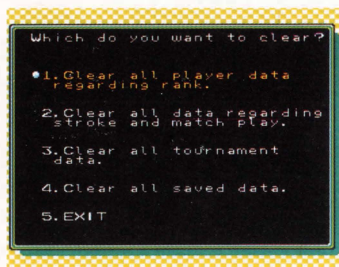 Which do you want to clear?
1.Clear all player data
regarding rank.
2.Clear all data regarding
stroke and match play.
3.Clear all tournament
data.
4.Clear all saved data.
5.EXIT